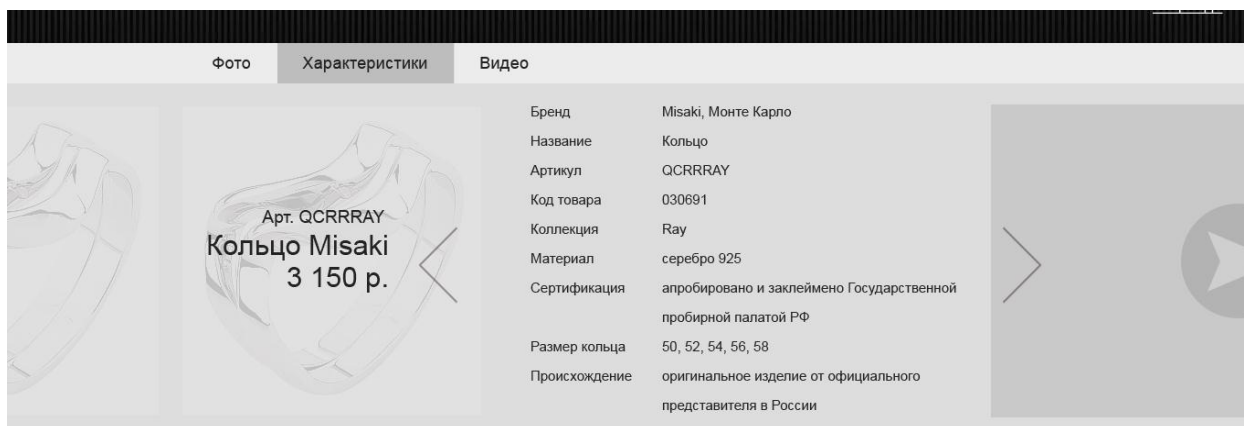 Фото Характеристики Видео
Арт. QCRRRAY
Кольцо Misaki
3 150 р.
Бренд Misaki, Монте Карло
Название Кольцо
Артикул QCRRRAY
Код товара 030691
Коллекция Ray
Материал серебро 925
Сертификация апробировано и заклеймено Государственной
пробирной палатой РФ
Размер кольца 50, 52, 54, 56, 58
Происхождение оригинальное изделие от официального
представителя в России